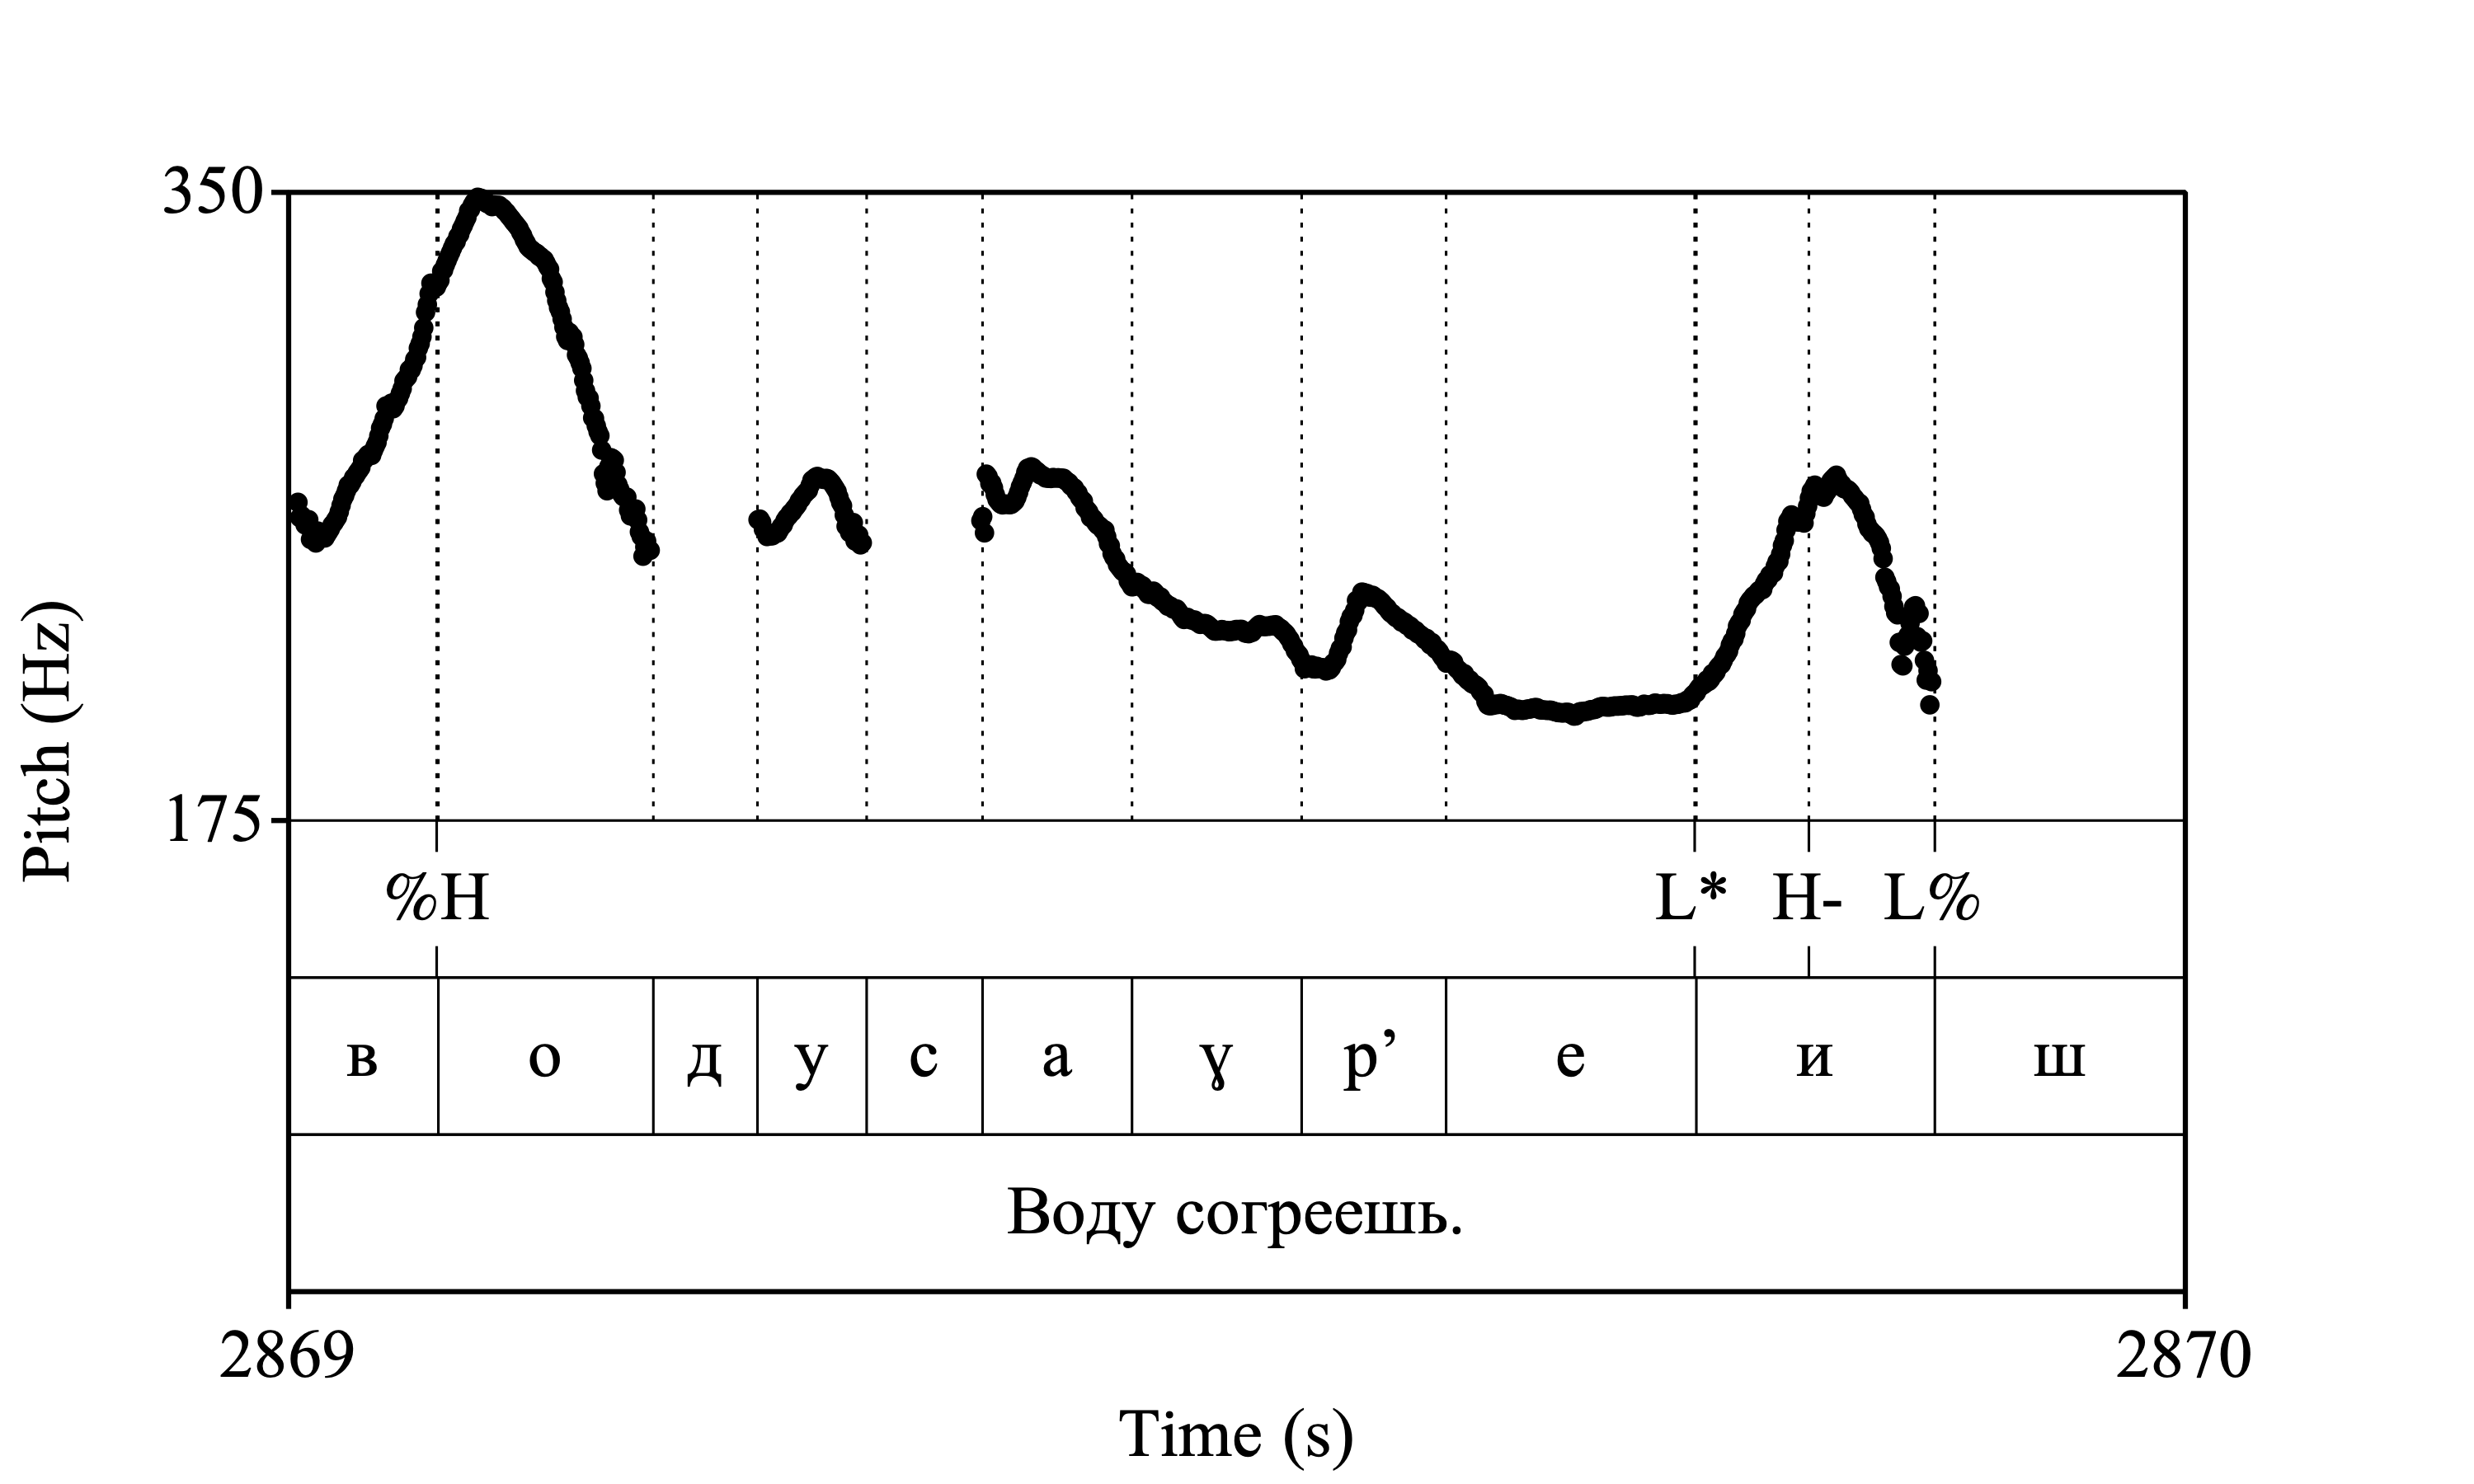 350
175
Pitch (Hz)
%H L* H- L%
в о д у с а ɣ р’ е и ш
Воду согреешь.
2869 2870
Time (s)